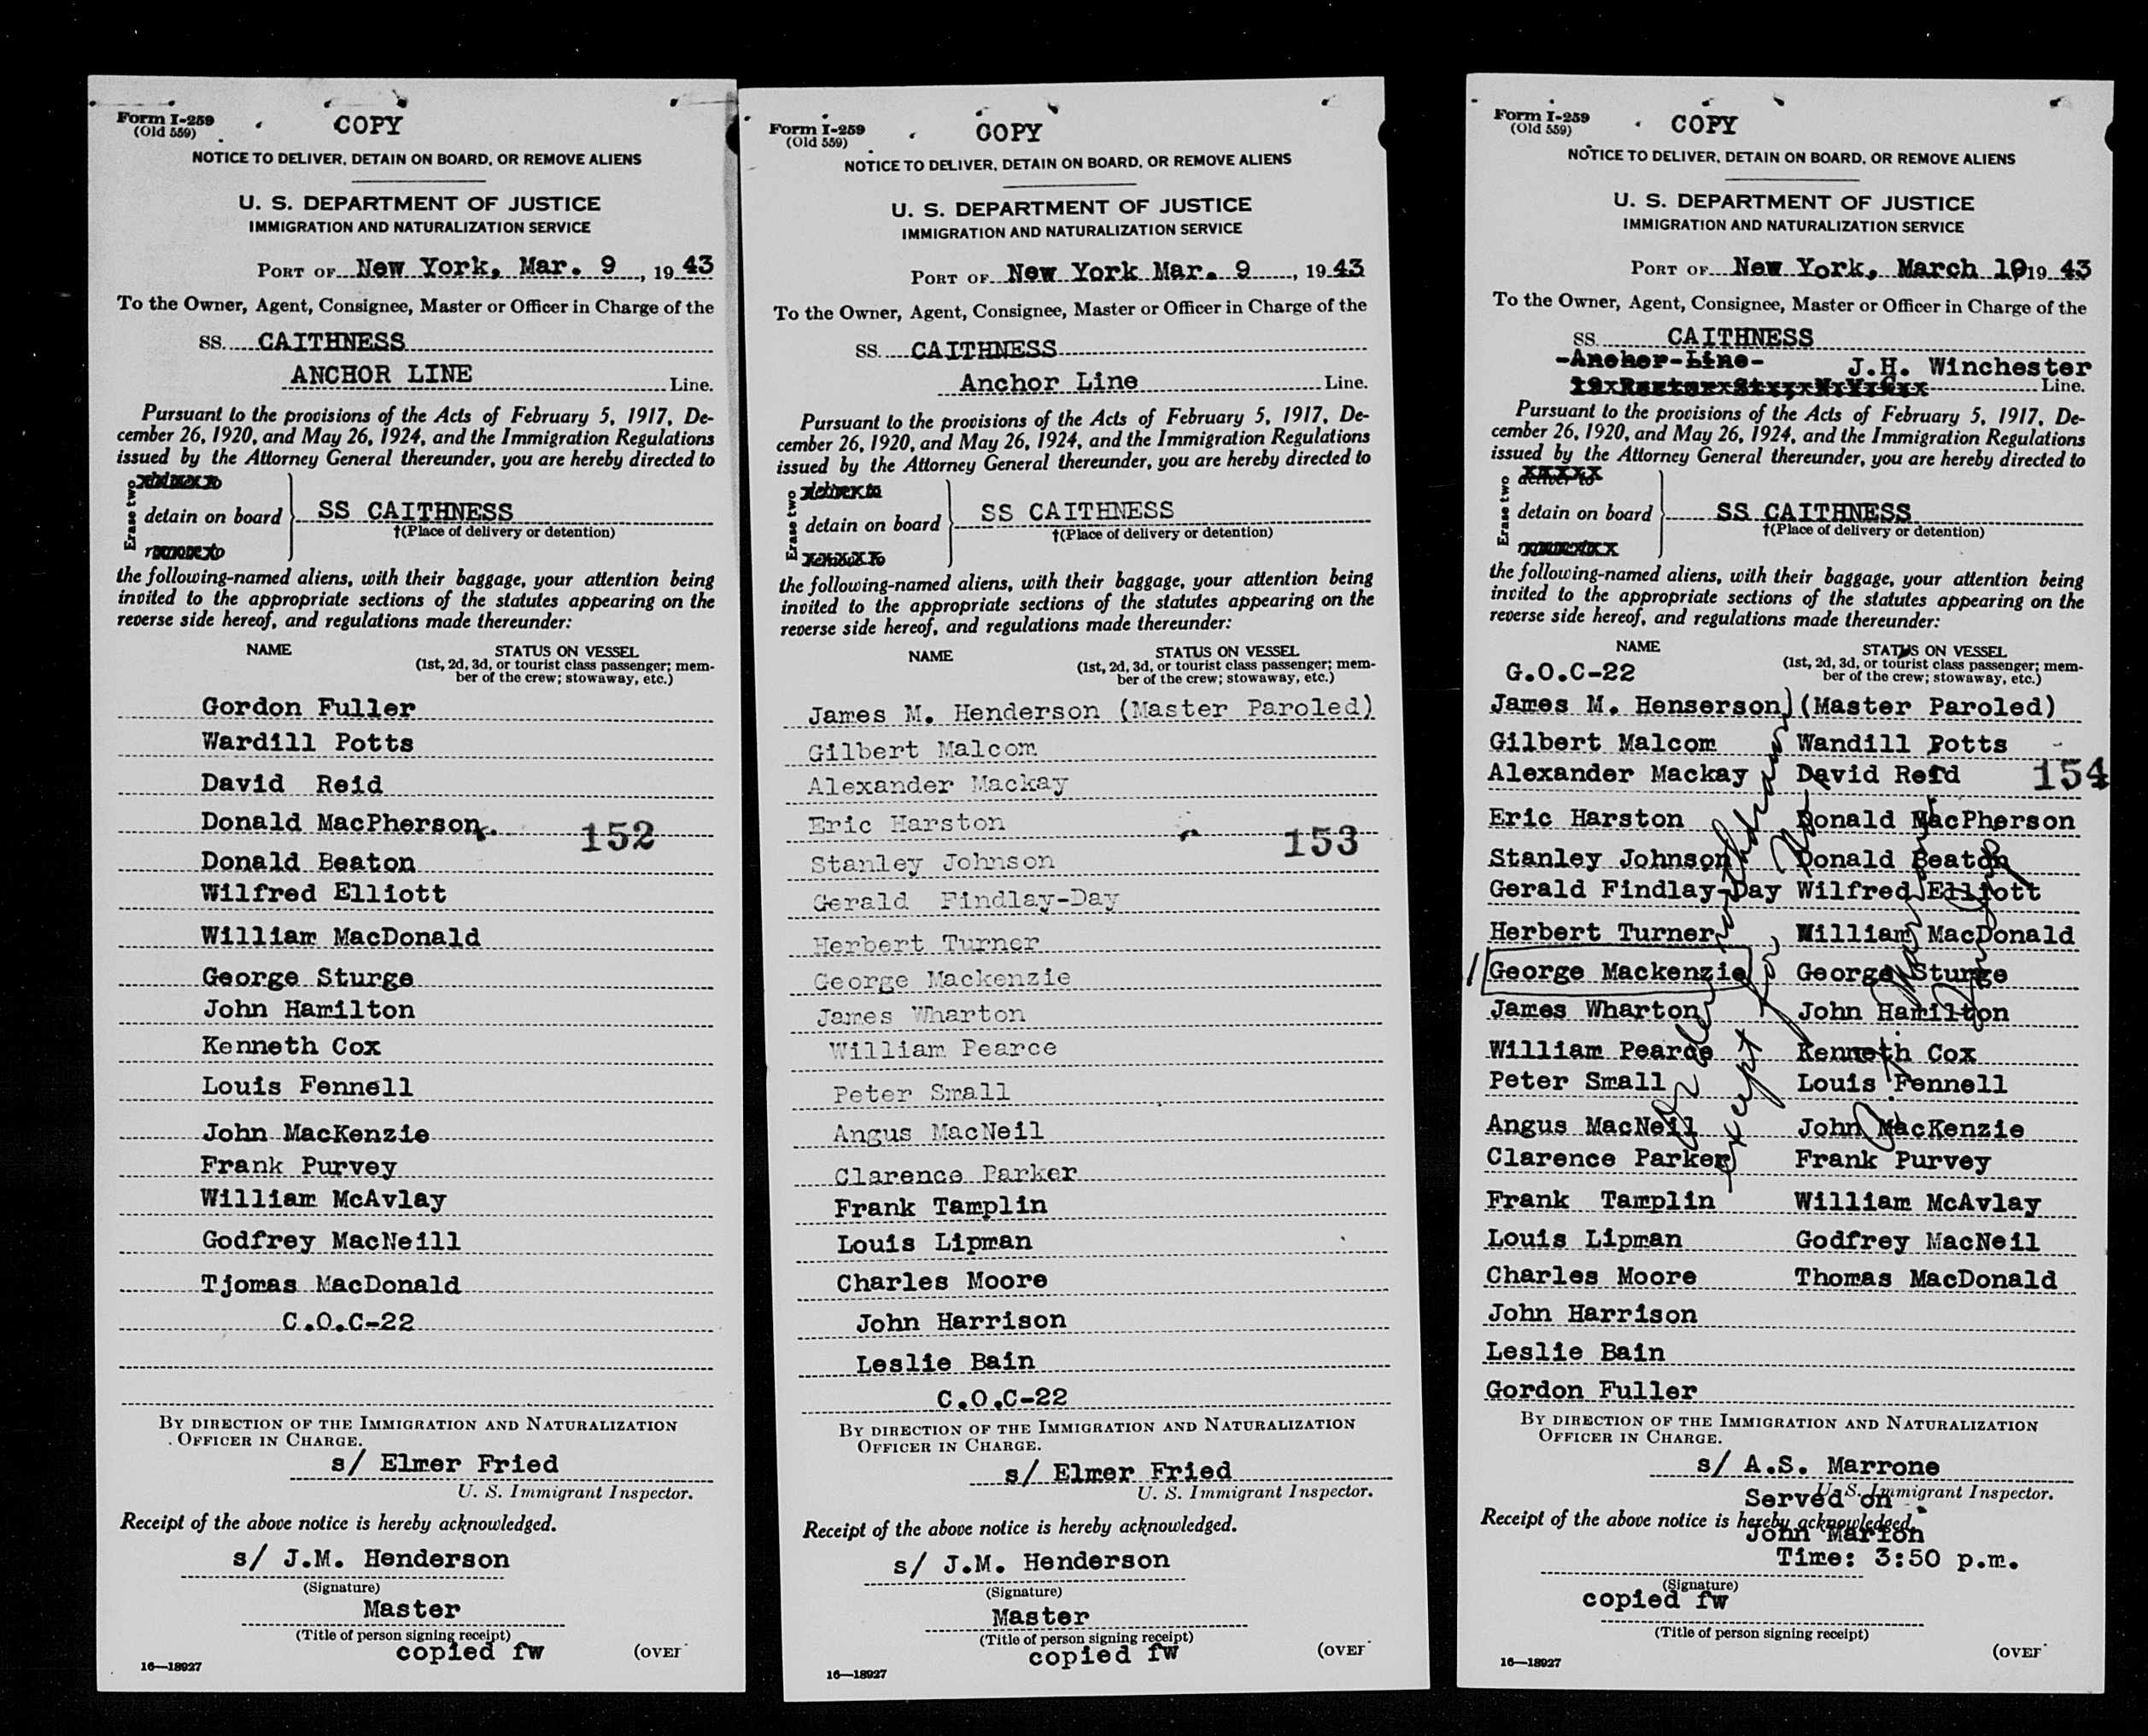 Form I-259
(Old 559)
COPY
NOTICE TO DELIVER, DETAIN ON BOARD, OR REMOVE ALIENS
U. S. DEPARTMENT OF JUSTICE
IMMIGRATION AND NATURALIZATION SERVICE
PORT OF New York, Mar. 9, 19 43
To the Owner, Agent, Consignee, Master or Officer in Charge of the
SS. CAITHNESS
ANCHOR LINE Line.
Pursuant to the provisions of the Acts of February 5, 1917, De-
cember 26, 1920, and May 26, 1924, and the Immigration Regulations
issued by the Attorney General thereunder, you are hereby directed to
Erase two
detain on board SS CAITHNESS
†(Place of delivery or detention)
remove to
the following-named aliens, with their baggage, your attention being
invited to the appropriate sections of the statutes appearing on the
reverse side hereof, and regulations made thereunder:
NAME STATUS ON VESSEL
(1st, 2d, 3d, or tourist class passenger; mem-
ber of the crew; stowaway, etc.)
Gordon Fuller
Wardill Potts
David Reid
Donald MacPherson.
152
Donald Beaton
Wilfred Elliott
William MacDonald
George Sturge
John Hamilton
Kenneth Cox
Louis Fennell
John MacKenzie
Frank Purvey
William McAvlay
Godfrey MacNeill
Tjomas MacDonald
C.O.C-22
BY DIRECTION OF THE IMMIGRATION AND NATURALIZATION
OFFICER IN CHARGE.
s/ Elmer Fried
U. S. Immigrant Inspector.
Receipt of the above notice is hereby acknowledged.
s/ J.M. Henderson
(Signature)
Master
(Title of person signing receipt)
copied fw
(OVER
16—18927
Form I-259
(Old 559)
COPY
NOTICE TO DELIVER, DETAIN ON BOARD, OR REMOVE ALIENS
U. S. DEPARTMENT OF JUSTICE
IMMIGRATION AND NATURALIZATION SERVICE
PORT OF New York Mar. 9, 19 43
To the Owner, Agent, Consignee, Master or Officer in Charge of the
SS. CAITHNESS
Anchor Line Line.
Pursuant to the provisions of the Acts of February 5, 1917, De-
cember 26, 1920, and May 26, 1924, and the Immigration Regulations
issued by the Attorney General thereunder, you are hereby directed to
Erase two
deliver to
detain on board SS CAITHNESS
†(Place of delivery or detention)
the following-named aliens, with their baggage, your attention being
invited to the appropriate sections of the statutes appearing on the
reverse side hereof, and regulations made thereunder:
NAME STATUS ON VESSEL
(1st, 2d, 3d, or tourist class passenger; mem-
ber of the crew; stowaway, etc.)
James M. Henderson (Master Paroled)
Gilbert Malcom
Alexander Mackay
Eric Harston
153
Stanley Johnson
Gerald Findlay-Day
Herbert Turner
George Mackenzie
James Wharton
William Pearce
Peter Small
Angus MacNeil
Clarence Parker
Frank Tamplin
Louis Lipman
Charles Moore
John Harrison
Leslie Bain
C.O.C-22
BY DIRECTION OF THE IMMIGRATION AND NATURALIZATION
OFFICER IN CHARGE.
s/ Elmer Fried
U. S. Immigrant Inspector.
Receipt of the above notice is hereby acknowledged.
s/ J.M. Henderson
(Signature)
Master
(Title of person signing receipt)
copied fw
(OVER
16—18927
Form I-259
(Old 559)
COPY
NOTICE TO DELIVER, DETAIN ON BOARD, OR REMOVE ALIENS
U. S. DEPARTMENT OF JUSTICE
IMMIGRATION AND NATURALIZATION SERVICE
PORT OF New York, March 10 19 43
To the Owner, Agent, Consignee, Master or Officer in Charge of the
SS. CAITHNESS
-Anchor-Line- J.H. Winchester
Line.
Pursuant to the provisions of the Acts of February 5, 1917, De-
cember 26, 1920, and May 26, 1924, and the Immigration Regulations
issued by the Attorney General thereunder, you are hereby directed to
Erase two
deliver to
detain on board SS CAITHNESS
†(Place of delivery or detention)
the following-named aliens, with their baggage, your attention being
invited to the appropriate sections of the statutes appearing on the
reverse side hereof, and regulations made thereunder:
NAME STATUS ON VESSEL
(1st, 2d, 3d, or tourist class passenger; mem-
ber of the crew; stowaway, etc.)
G.O.C-22
James M. Henserson (Master Paroled)
Gilbert Malcom Wandill Potts
Alexander Mackay David Reid
154
Eric Harston Donald MacPherson
Stanley Johnson Donald Beaton
Gerald Findlay-Day Wilfred Elliott
Herbert Turner William MacDonald
George Mackenzie George Sturge
James Wharton John Hamilton
William Pearce Kenneth Cox
Peter Small Louis Fennell
Angus MacNeil John MacKenzie
Clarence Parker Frank Purvey
Frank Tamplin William McAvlay
Louis Lipman Godfrey MacNeil
Charles Moore Thomas MacDonald
John Harrison
Leslie Bain
Gordon Fuller
except for
BY DIRECTION OF THE IMMIGRATION AND NATURALIZATION
OFFICER IN CHARGE.
s/ A.S. Marrone
U. S. Immigrant Inspector.
Served on
Receipt of the above notice is hereby acknowledged.
John Marion
Time: 3:50 p.m.
(Signature)
copied fw
(Title of person signing receipt)
(OVER
16—18927